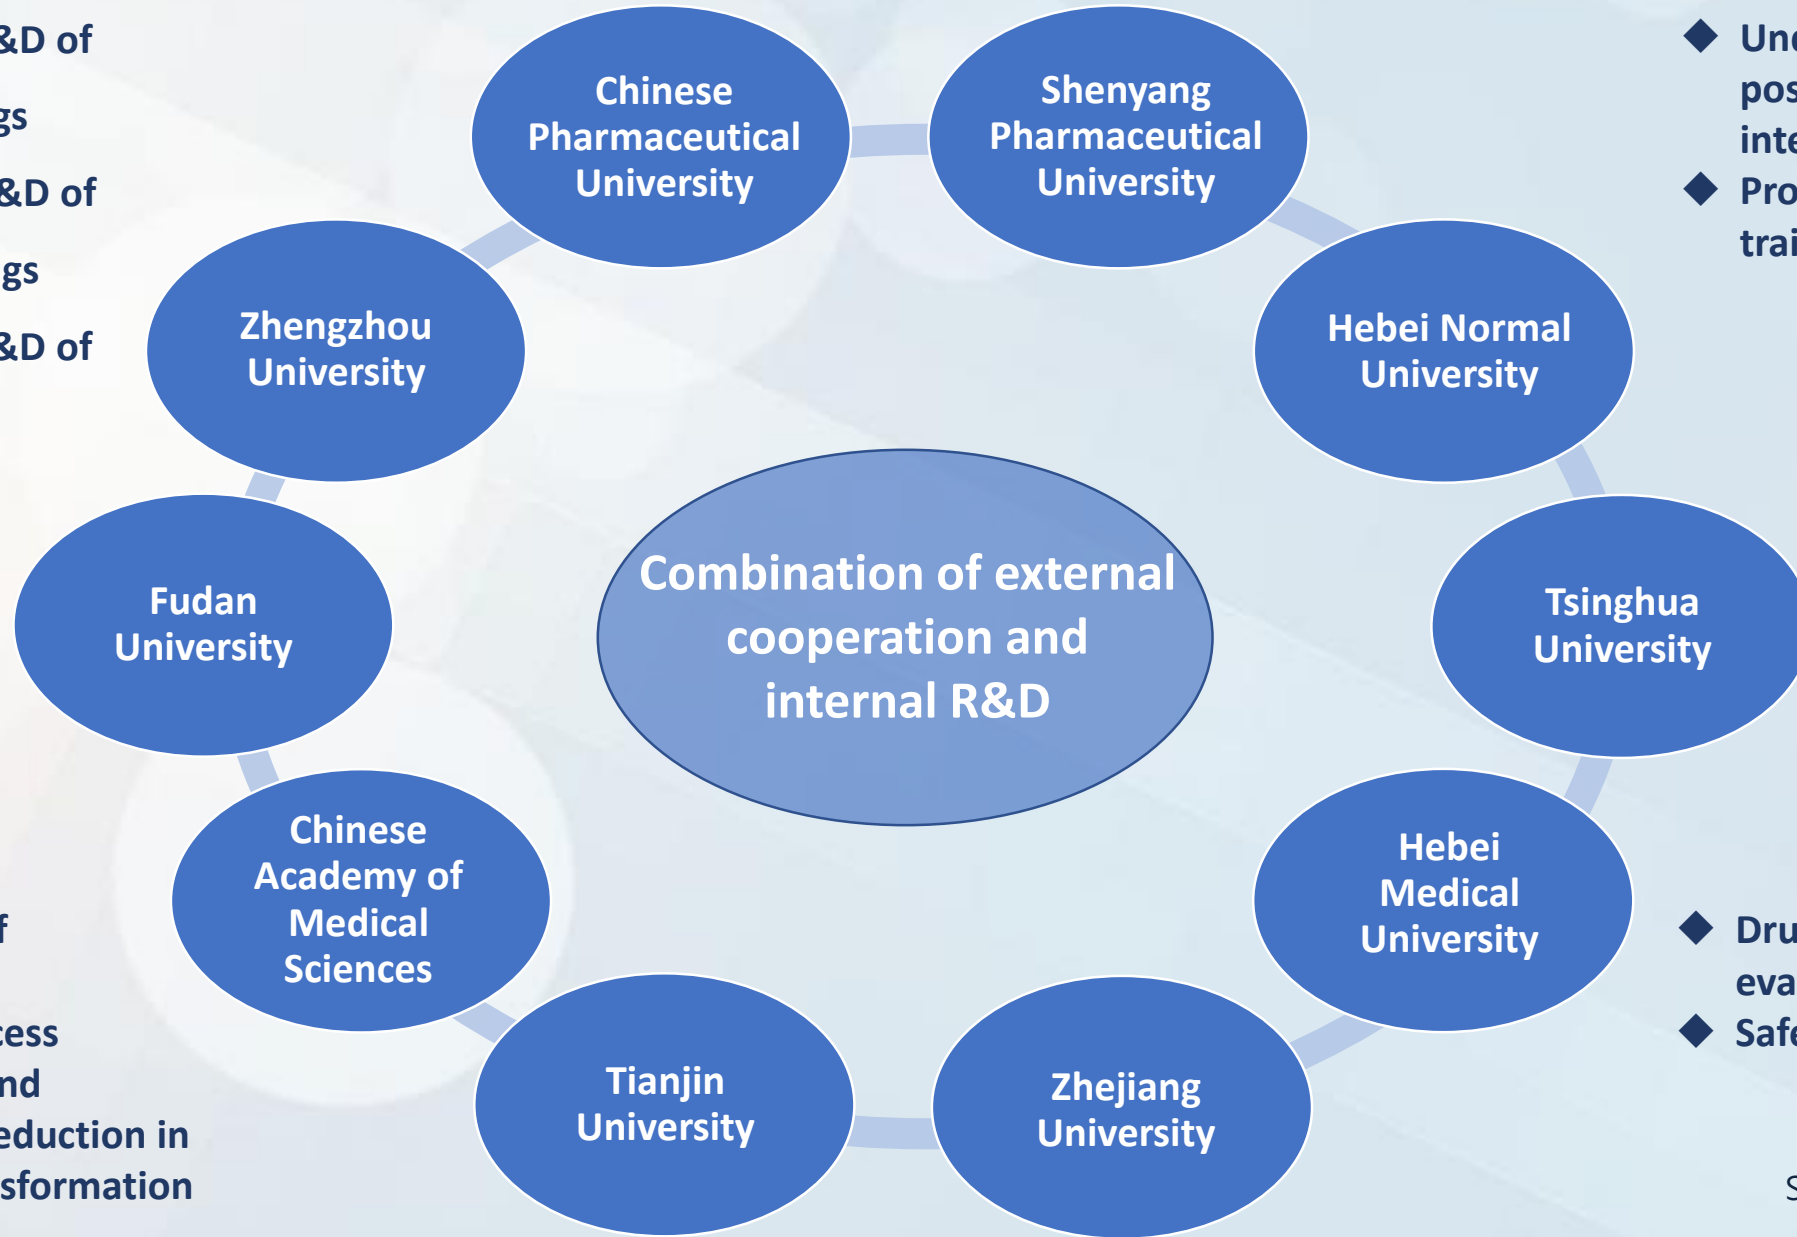 &D of
gs
&D of
gs
&D of
Chinese
Pharmaceutical
University
Shenyang
Pharmaceutical
University
Zhengzhou
University
Hebei Normal
University
Fudan
University
Combination of external
cooperation and
internal R&D
Tsinghua
University
Chinese
Academy of
Medical
Sciences
Hebei
Medical
University
Tianjin
University
Zhejiang
University
f
cess
nd
eduction in
sformation
◆ Und
pos
inte
◆ Pro
trai
◆ Dru
eva
◆ Safe
S